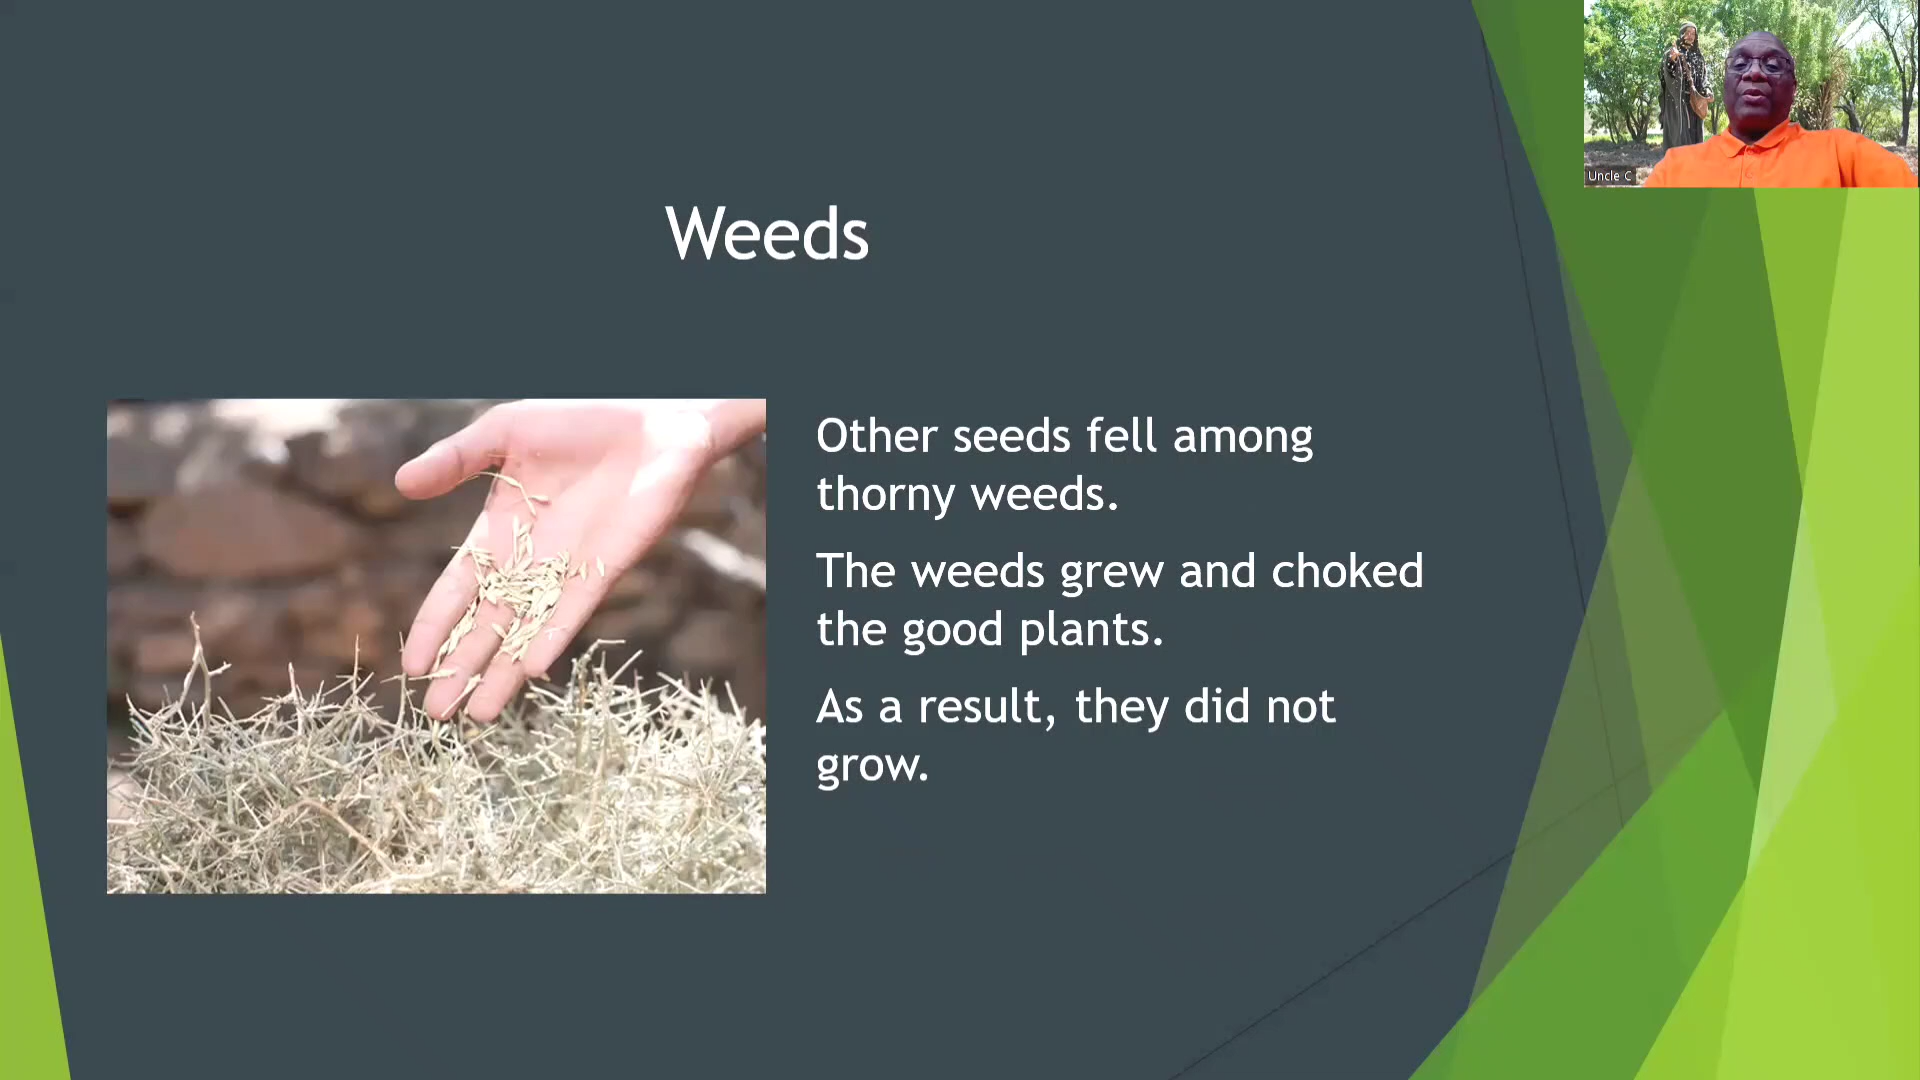 Uncle C
Weeds
Other seeds fell among
thorny weeds.
The weeds grew and choked
the good plants.
As a result, they did not
grow.